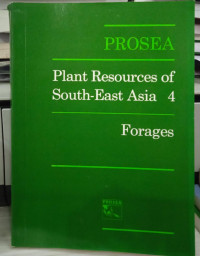 PROSEA
Plant Resources of
South-East Asia 4
Forages
PROSEA